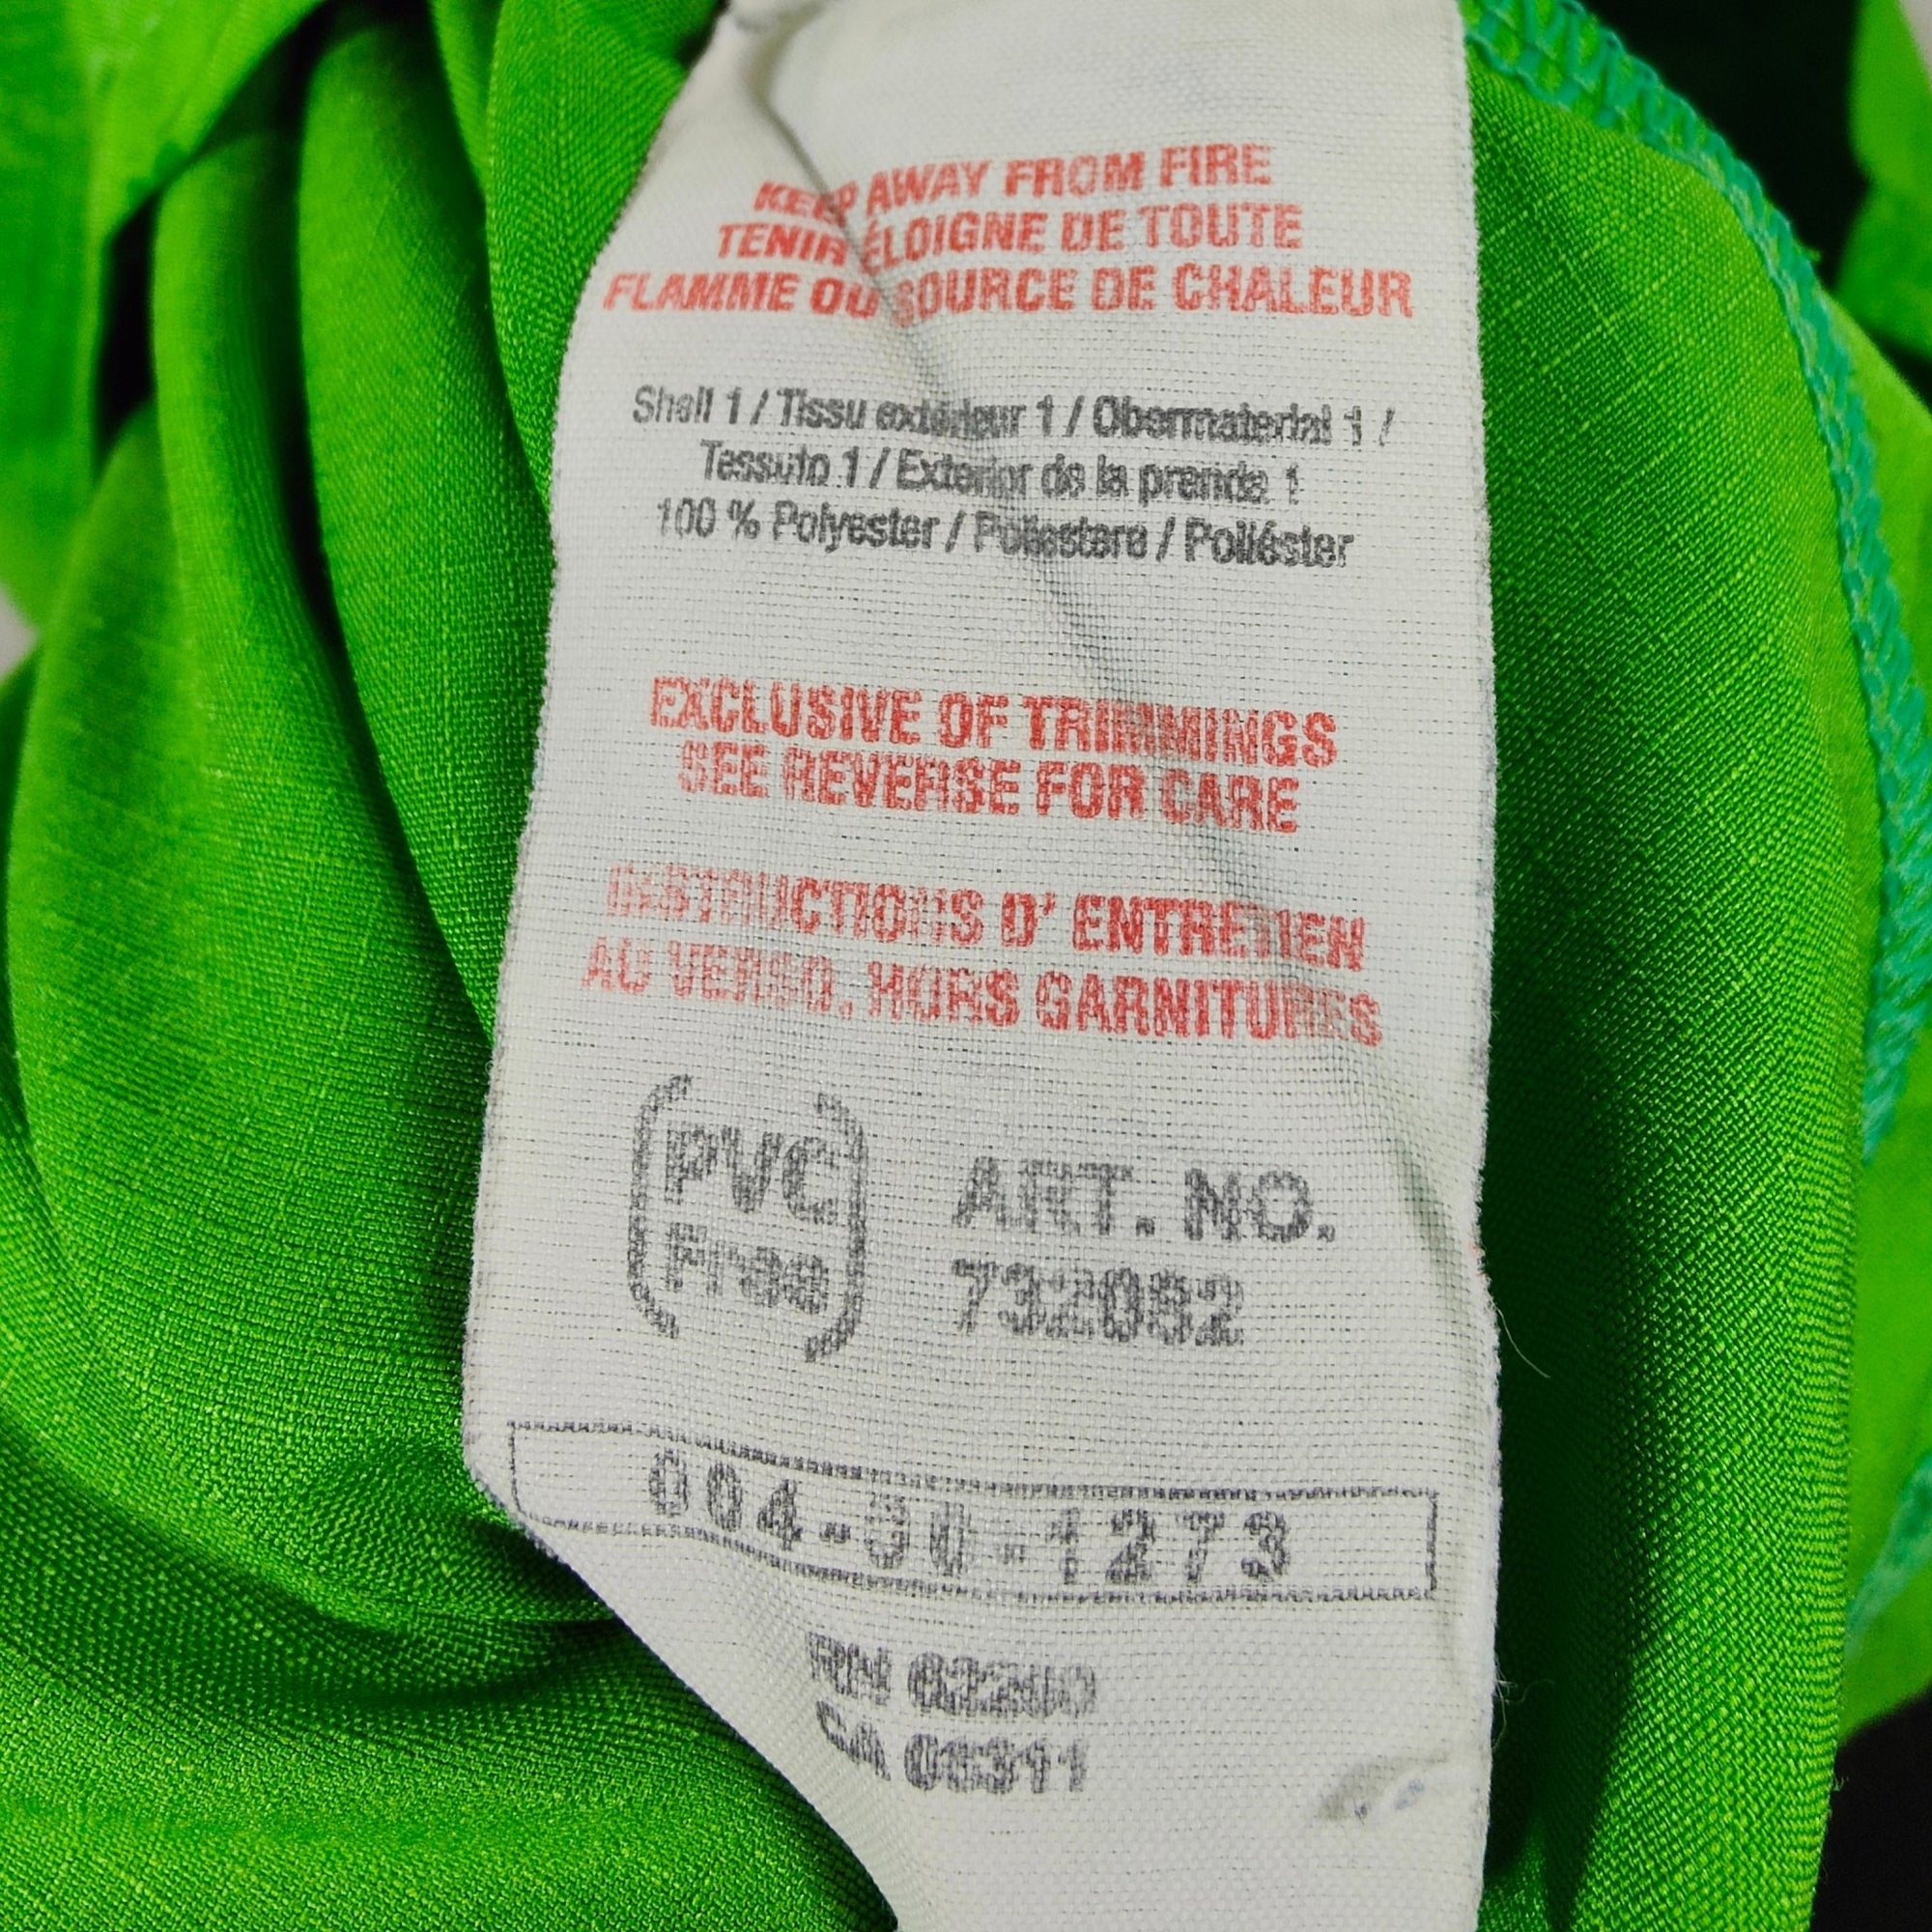 KEEP AWAY FROM FIRE
TENIR ÉLOIGNE DE TOUTE
FLAMME OU SOURCE DE CHALEUR
Shell 1 / Tissu extérieur 1 / Obermaterial 1 /
Tessuto 1 / Exterior de la prenda 1
100 % Polyester / Poliestere / Poliéster
EXCLUSIVE OF TRIMMINGS
SEE REVERSE FOR CARE
INSTRUCTIONS D' ENTRETIEN
AU VERSO. HORS GARNITURES
PVC
Free
ART. NO.
732082
004-30-1273
RN
CA 05311